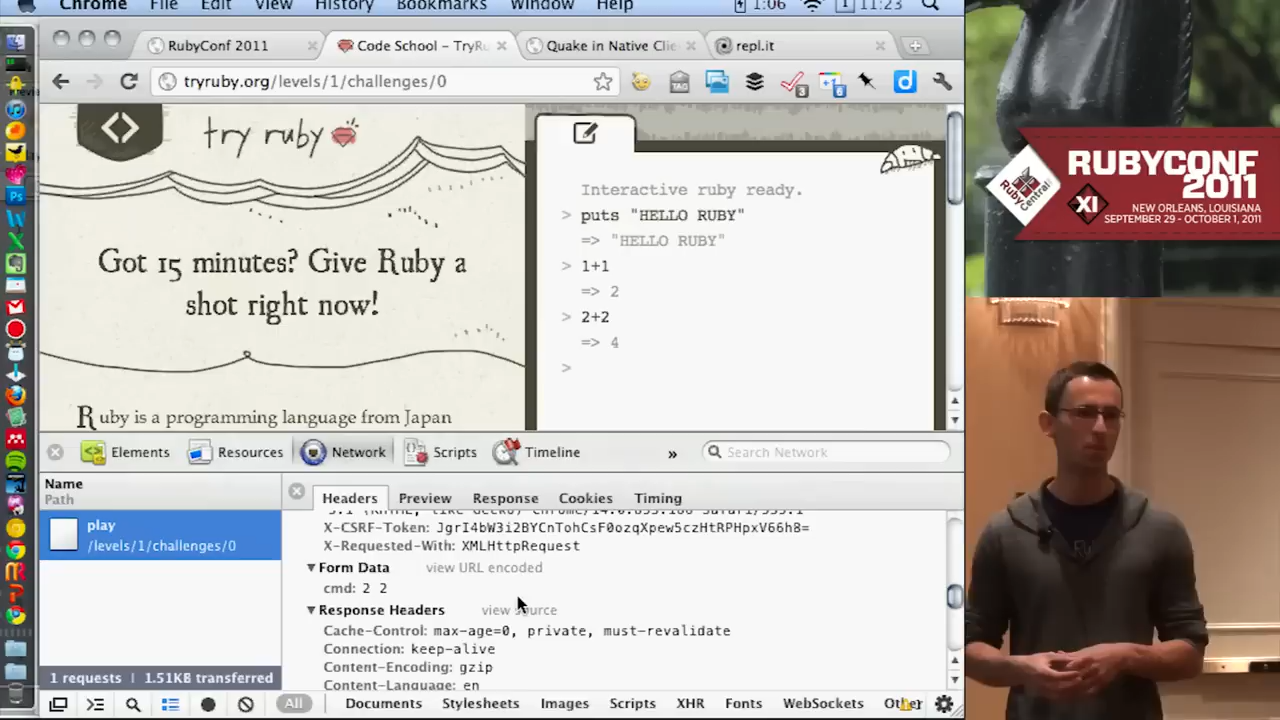 Chrome File Edit View History Bookmarks Window Help 1:06 11:23
RubyConf 2011
Code School – TryRu
Quake in Native Clie
repl.it
tryruby.org/levels/1/challenges/0
try ruby
Got 15 minutes? Give Ruby a
shot right now!
Ruby is a programming language from Japan
Interactive ruby ready.
> puts "HELLO RUBY"
=> "HELLO RUBY"
> 1+1
=> 2
> 2+2
=> 4
>
Elements Resources Network Scripts Timeline » Search Network
Name
Path
play
/levels/1/challenges/0
Headers Preview Response Cookies Timing
X-CSRF-Token: JgrI4bW3i2BYCnTohCsF0ozqXpew5czHtRPHpxV66h8=
X-Requested-With: XMLHttpRequest
Form Data view URL encoded
cmd: 2 2
Response Headers view source
Cache-Control: max-age=0, private, must-revalidate
Connection: keep-alive
Content-Encoding: gzip
Content-Language: en
1 requests | 1.51KB transferred
All Documents Stylesheets Images Scripts XHR Fonts WebSockets
RUBYCONF
2011
NEW ORLEANS, LOUISIANA
SEPTEMBER 29 - OCTOBER 1, 2011
Ruby Central
XI